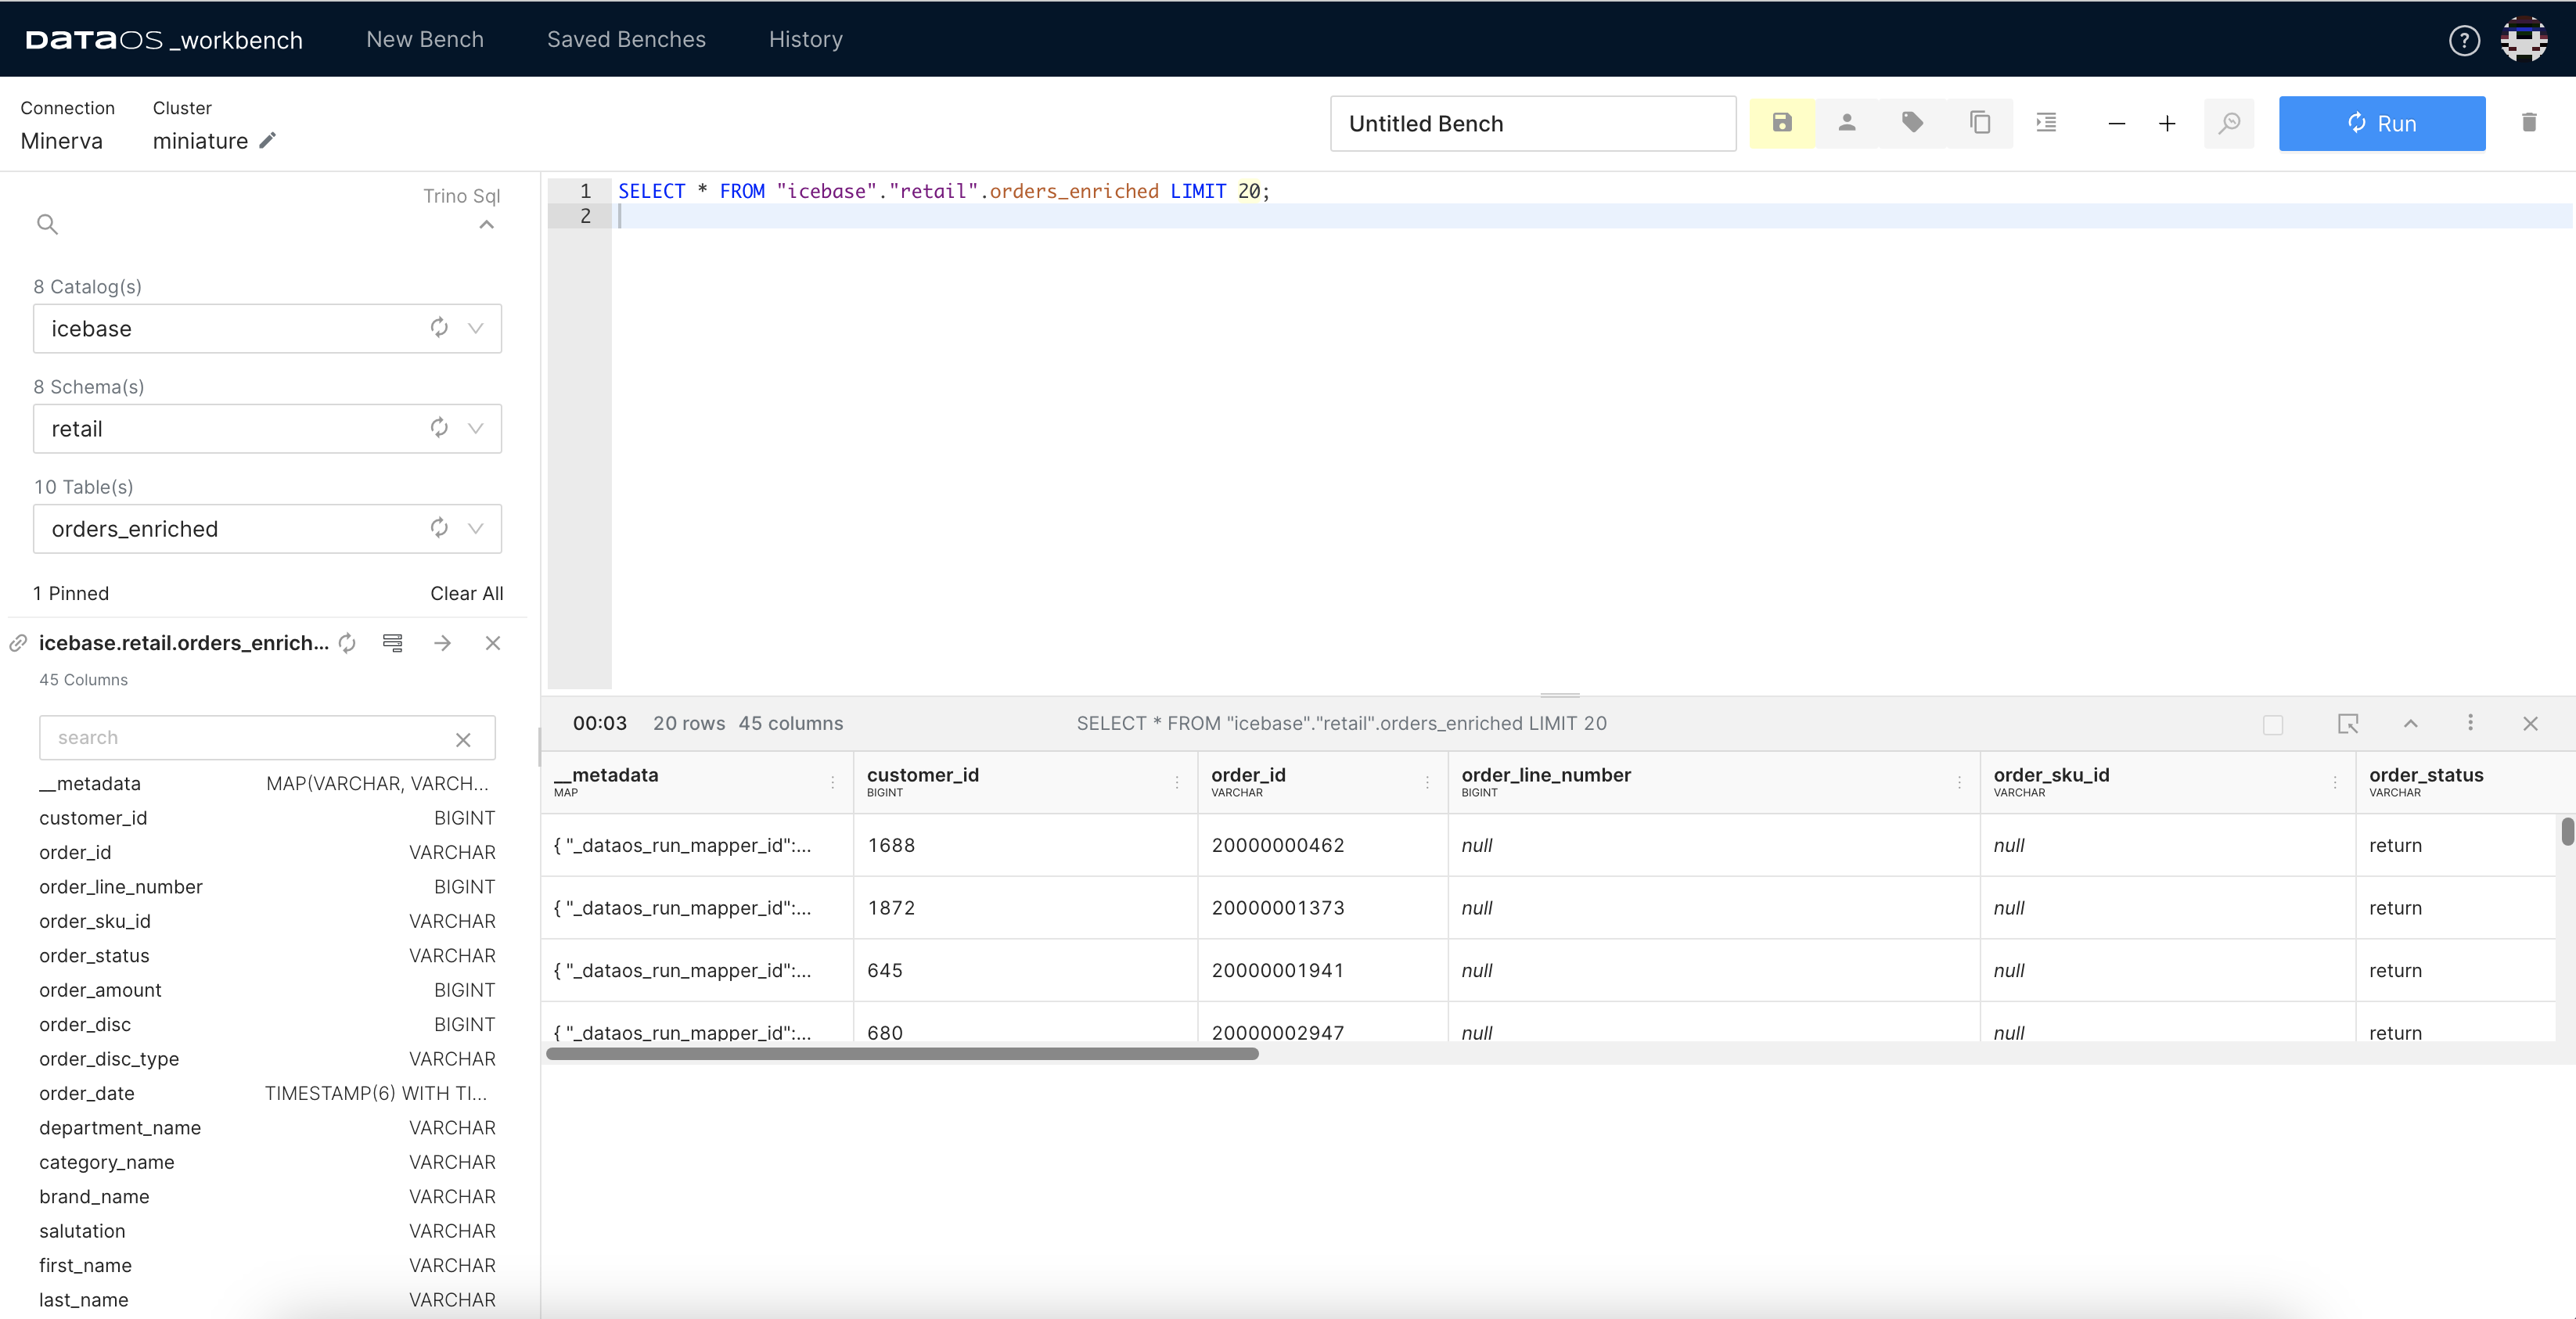 DATAOS _workbench New Bench Saved Benches History
Connection Cluster
Minerva miniature
Untitled Bench
Run
Trino Sql
8 Catalog(s)
icebase
8 Schema(s)
retail
10 Table(s)
orders_enriched
1 Pinned Clear All
icebase.retail.orders_enrich...
45 Columns
search
__metadata MAP(VARCHAR, VARCH...
customer_id BIGINT
order_id VARCHAR
order_line_number BIGINT
order_sku_id VARCHAR
order_status VARCHAR
order_amount BIGINT
order_disc BIGINT
order_disc_type VARCHAR
order_date TIMESTAMP(6) WITH TI...
department_name VARCHAR
category_name VARCHAR
brand_name VARCHAR
salutation VARCHAR
first_name VARCHAR
last_name VARCHAR
1 SELECT * FROM "icebase"."retail".orders_enriched LIMIT 20;
2
00:03 20 rows 45 columns SELECT * FROM "icebase"."retail".orders_enriched LIMIT 20
__metadata customer_id order_id order_line_number order_sku_id order_status
MAP BIGINT VARCHAR BIGINT VARCHAR VARCHAR
{ "_dataos_run_mapper_id":... 1688 20000000462 null null return
{ "_dataos_run_mapper_id":... 1872 20000001373 null null return
{ "_dataos_run_mapper_id":... 645 20000001941 null null return
{ "_dataos_run_mapper_id":... 680 20000002947 null null return